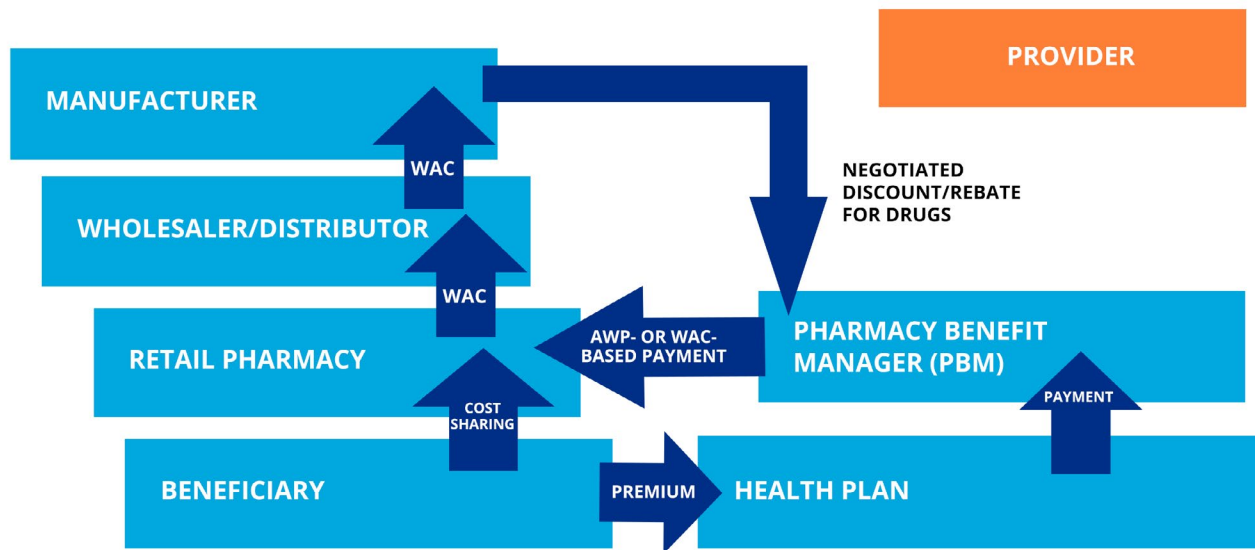 PROVIDER
MANUFACTURER
WAC
NEGOTIATED
DISCOUNT/REBATE
FOR DRUGS
WHOLESALER/DISTRIBUTOR
WAC
RETAIL PHARMACY
AWP- OR WAC-
BASED PAYMENT
PHARMACY BENEFIT
MANAGER (PBM)
COST
SHARING
PAYMENT
BENEFICIARY
PREMIUM
HEALTH PLAN